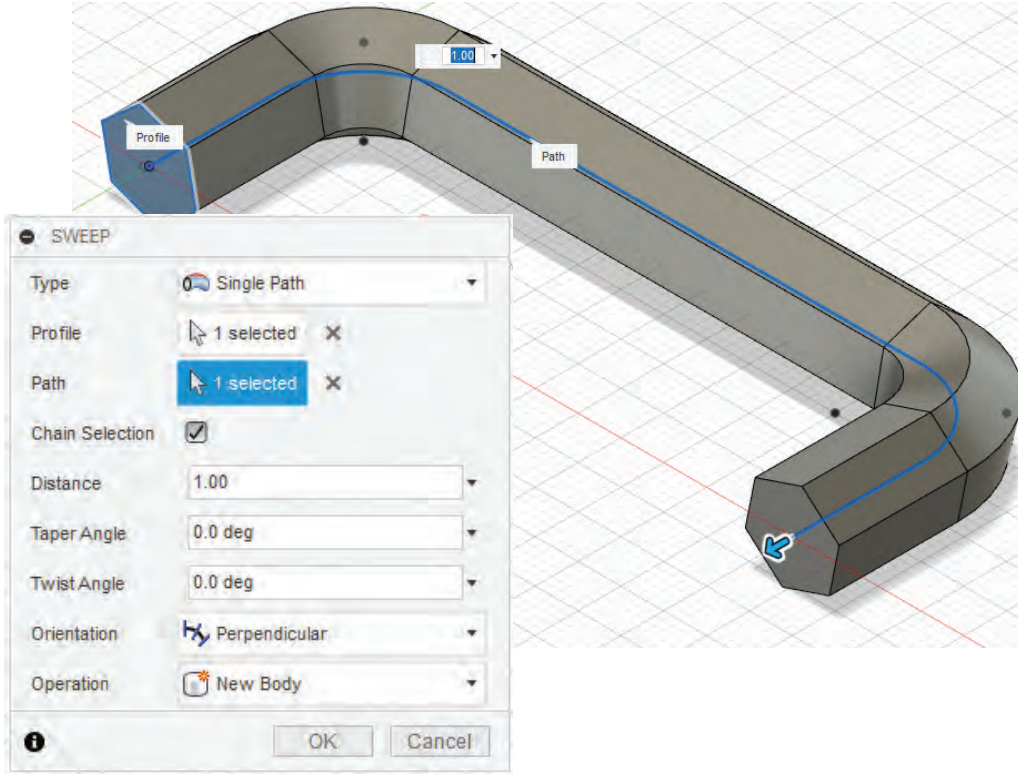 1.00
Profile
Path
SWEEP
Type Single Path
Profile 1 selected
Path 1 selected
Chain Selection
Distance 1.00
Taper Angle 0.0 deg
Twist Angle 0.0 deg
Orientation Perpendicular
Operation New Body
OK Cancel